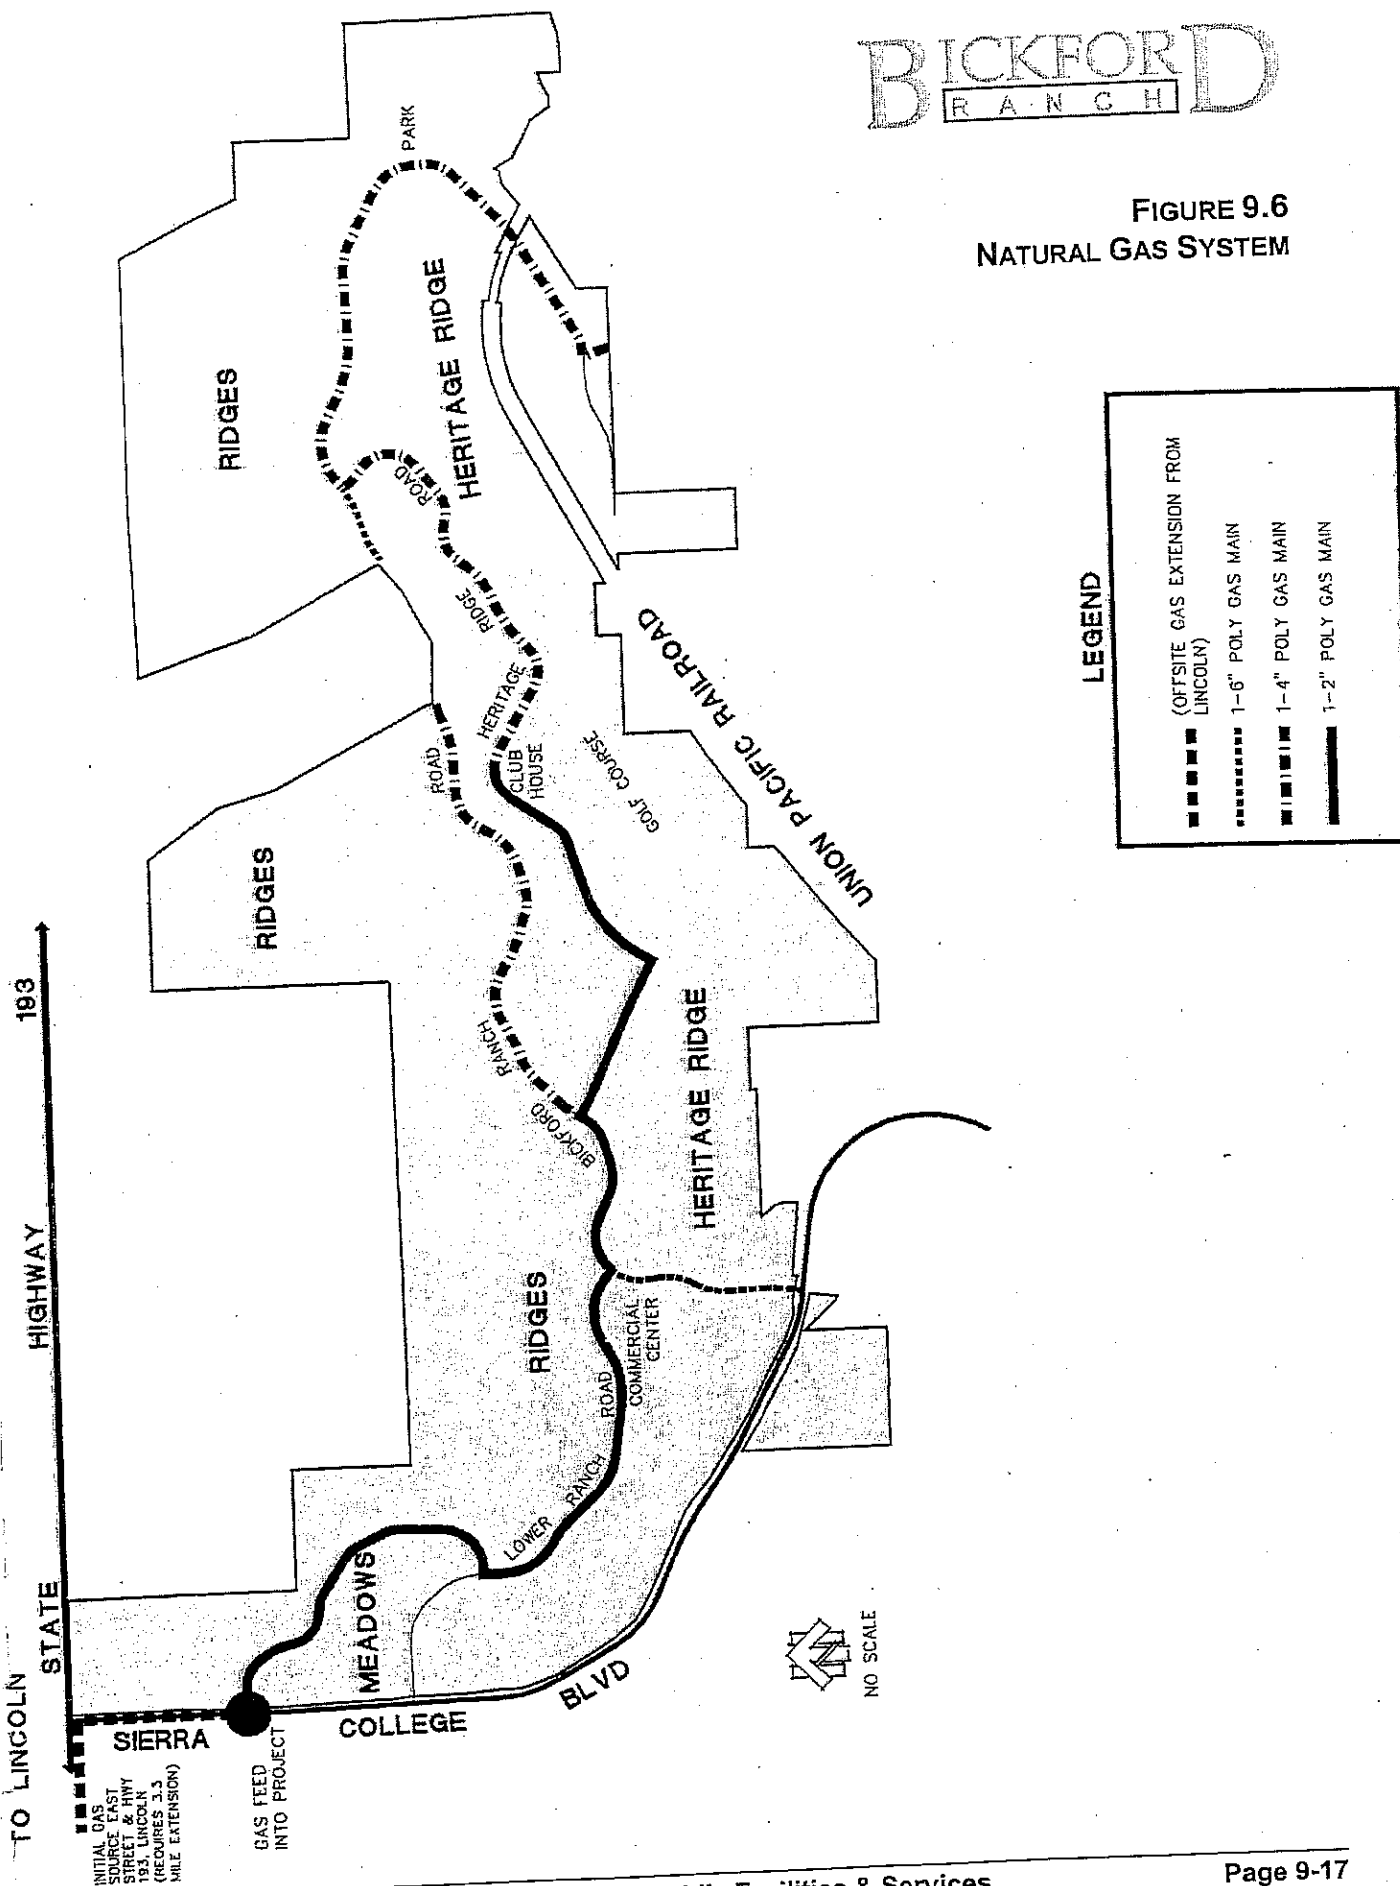 BICKFORD
RANCH
FIGURE 9.6
NATURAL GAS SYSTEM
TO LINCOLN
STATE HIGHWAY 193
INITIAL GAS
SOURCE EAST
STREET & HWY
193, LINCOLN
(REQUIRES 3.3
MILE EXTENSION)
GAS FEED
INTO PROJECT
SIERRA COLLEGE BLVD
MEADOWS
LOWER RANCH ROAD
COMMERCIAL
CENTER
RIDGES
HERITAGE RIDGE
BICKFORD RANCH ROAD
RIDGES
CLUB
HOUSE
HERITAGE RIDGE ROAD
GOLF COURSE
UNION PACIFIC RAILROAD
RIDGES
HERITAGE RIDGE
PARK
NO SCALE
LEGEND
(OFFSITE GAS EXTENSION FROM
LINCOLN)
1-6" POLY GAS MAIN
1-4" POLY GAS MAIN
1-2" POLY GAS MAIN
Facilities & Services
Page 9-17